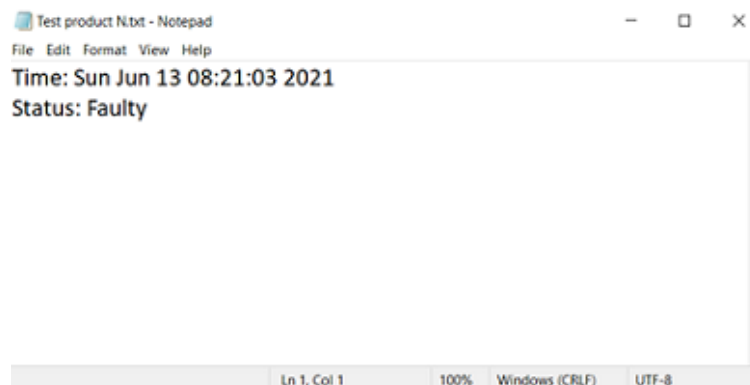 Test product N.txt - Notepad
File Edit Format View Help
Time: Sun Jun 13 08:21:03 2021
Status: Faulty
Ln 1, Col 1 100% Windows (CRLF) UTF-8